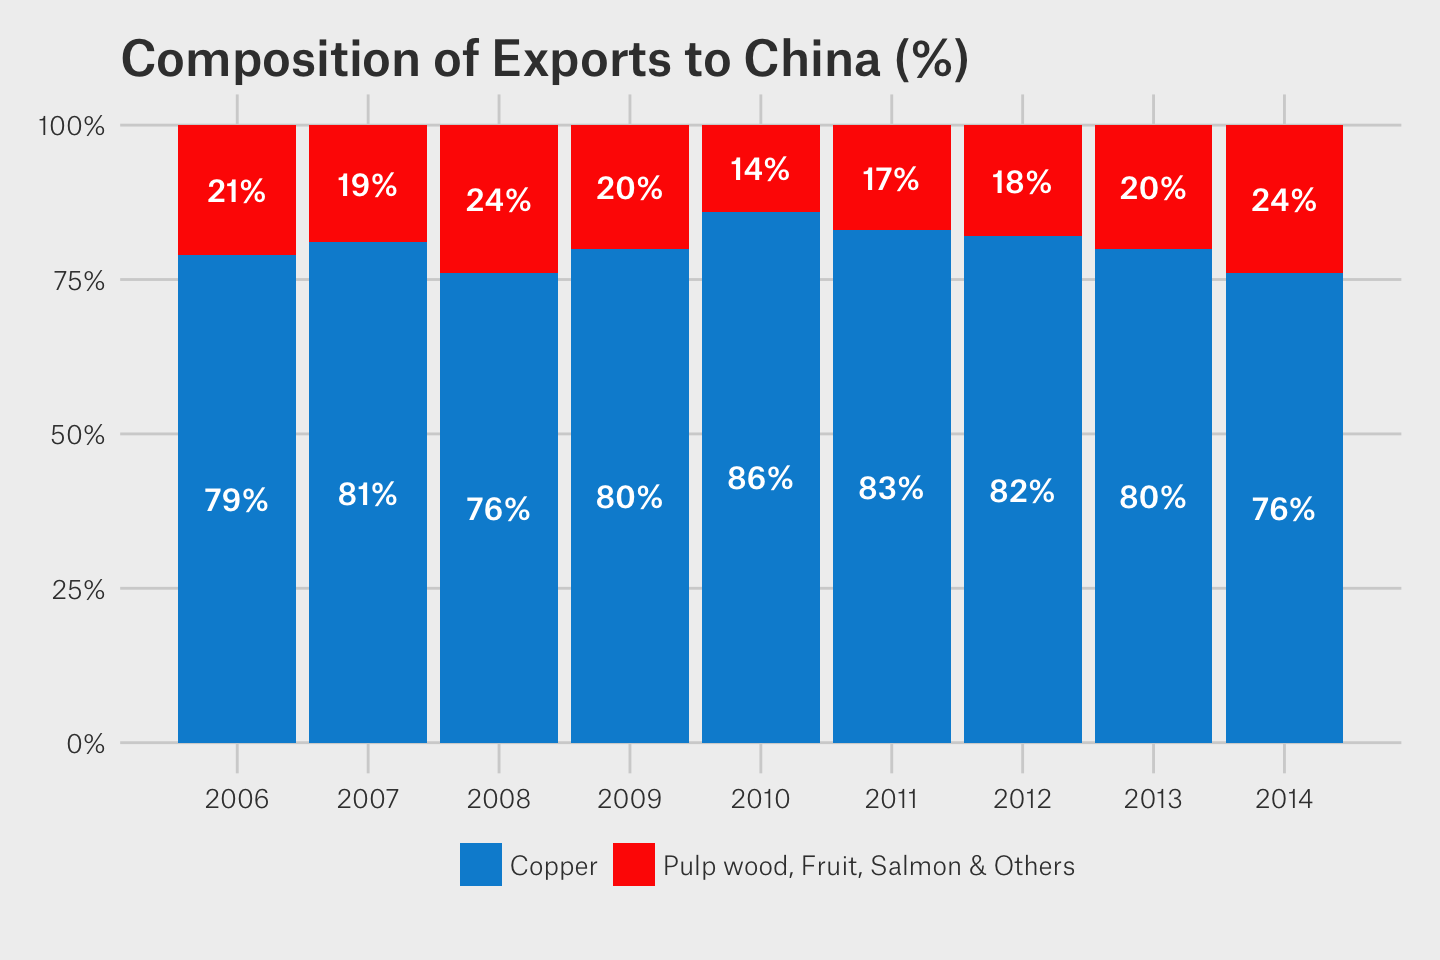 Composition of Exports to China (%)
100%
21% 19% 24% 20% 14% 17% 18% 20% 24%
75%
50%
79% 81% 76% 80% 86% 83% 82% 80% 76%
25%
0%
2006 2007 2008 2009 2010 2011 2012 2013 2014
Copper Pulp wood, Fruit, Salmon & Others